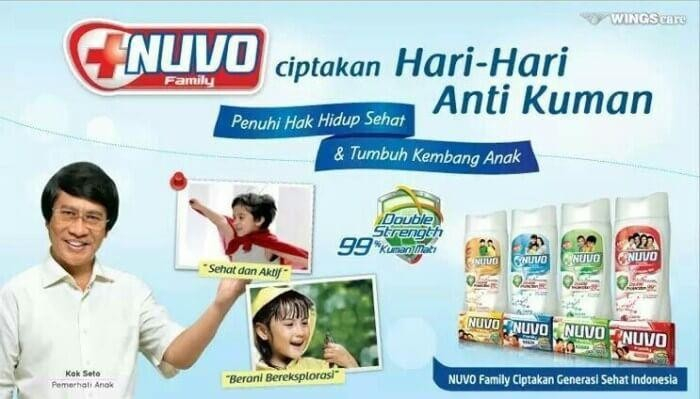 WINGS care
NUVO
Family
ciptakan Hari-Hari
Anti Kuman
Penuhi Hak Hidup Sehat
& Tumbuh Kembang Anak
Double
Strength
99% Kuman Mati
"Sehat dan Aktif"
"Berani Bereksplorasi"
Kak Seto
Pemerhati Anak
NUVO
NUVO
NUVO
NUVO
NUVO
NUVO
NUVO
NUVO
NUVO Family Ciptakan Generasi Sehat Indonesia